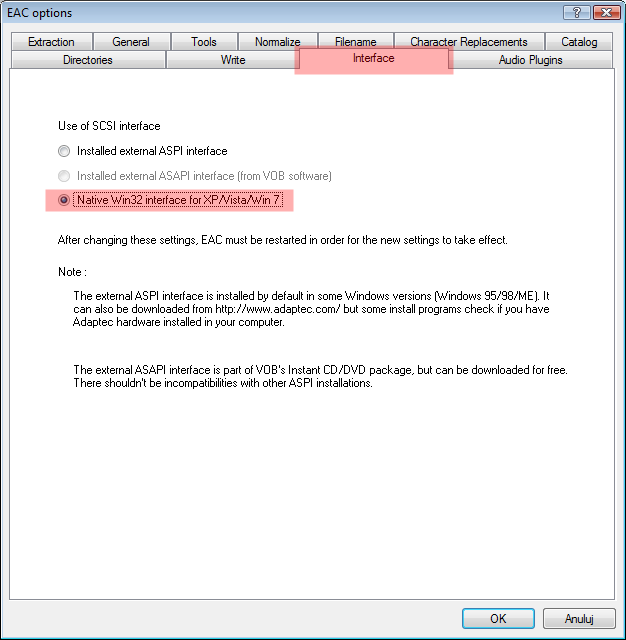 EAC options
Extraction General Tools Normalize Filename Character Replacements Catalog
Directories Write Interface Audio Plugins
Use of SCSI interface
Installed external ASPI interface
Installed external ASAPI interface (from VOB software)
Native Win32 interface for XP/Vista/Win 7
After changing these settings, EAC must be restarted in order for the new settings to take effect.
Note :
The external ASPI interface is installed by default in some Windows versions (Windows 95/98/ME). It
can also be downloaded from http://www.adaptec.com/ but some install programs check if you have
Adaptec hardware installed in your computer.
The external ASAPI interface is part of VOB's Instant CD/DVD package, but can be downloaded for free.
There shouldn't be incompatibilities with other ASPI installations.
OK Anuluj